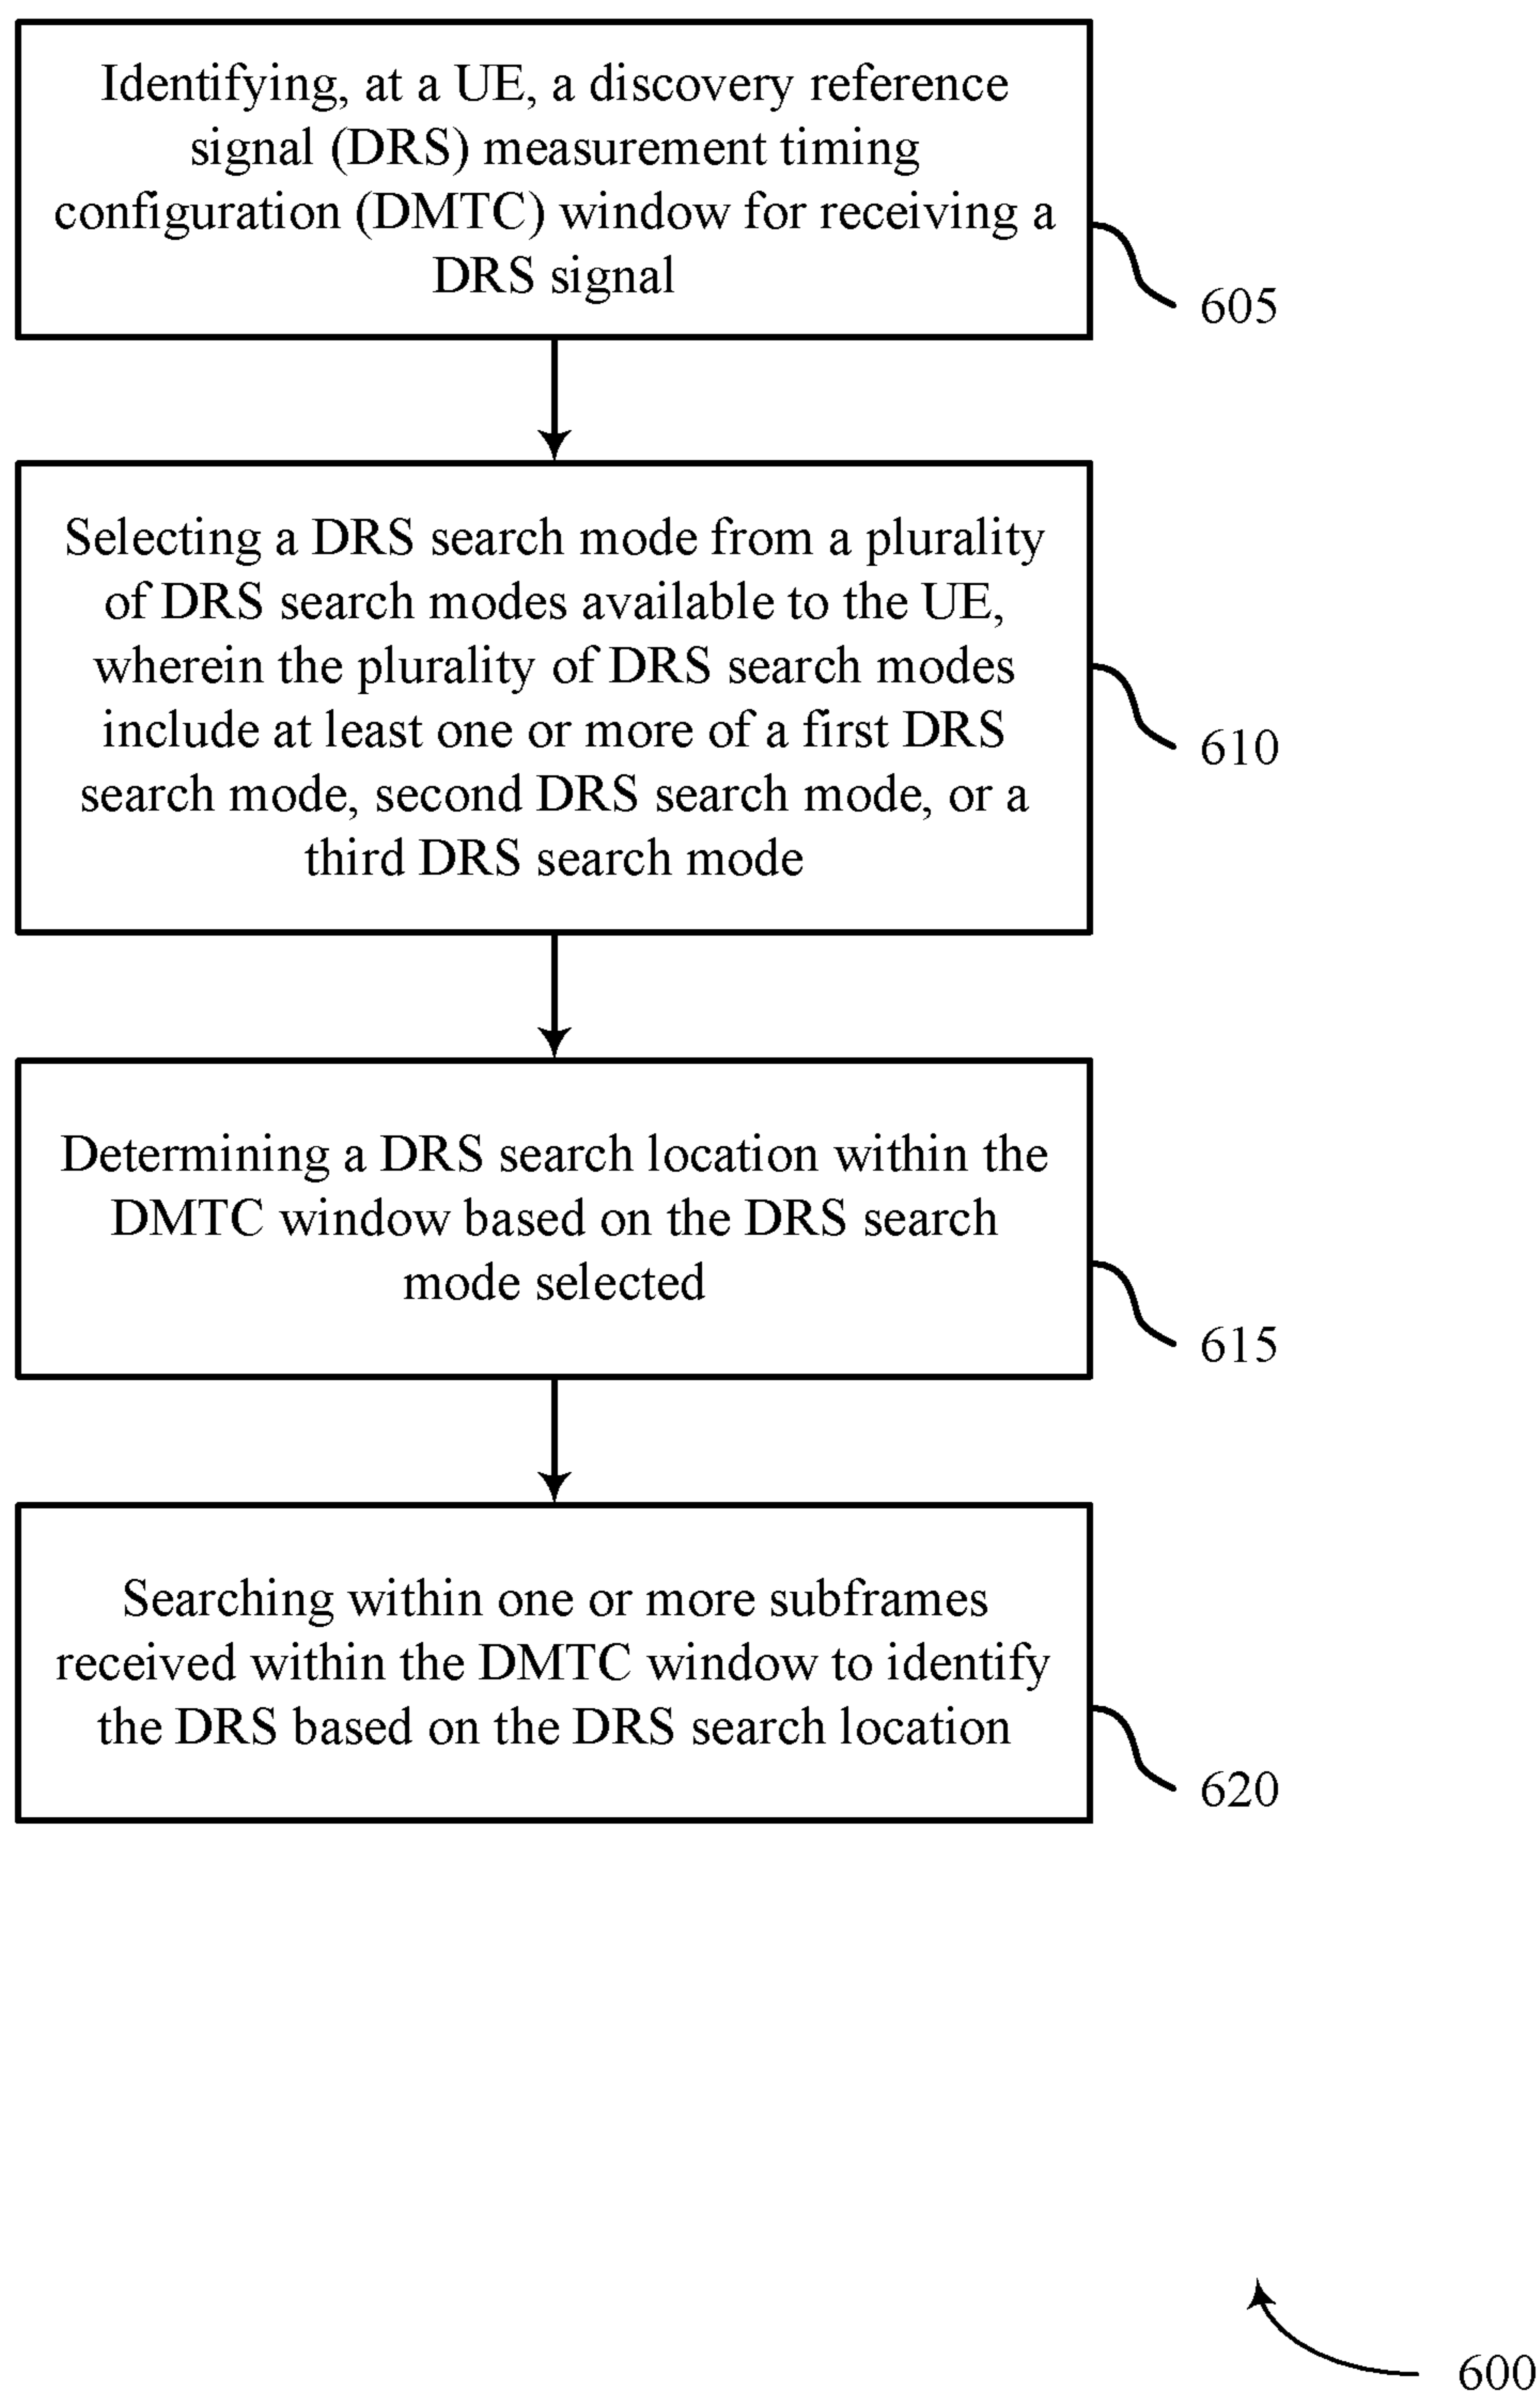 Identifying, at a UE, a discovery reference
signal (DRS) measurement timing
configuration (DMTC) window for receiving a
DRS signal
605
Selecting a DRS search mode from a plurality
of DRS search modes available to the UE,
wherein the plurality of DRS search modes
include at least one or more of a first DRS
search mode, second DRS search mode, or a
third DRS search mode
610
Determining a DRS search location within the
DMTC window based on the DRS search
mode selected
615
Searching within one or more subframes
received within the DMTC window to identify
the DRS based on the DRS search location
620
600